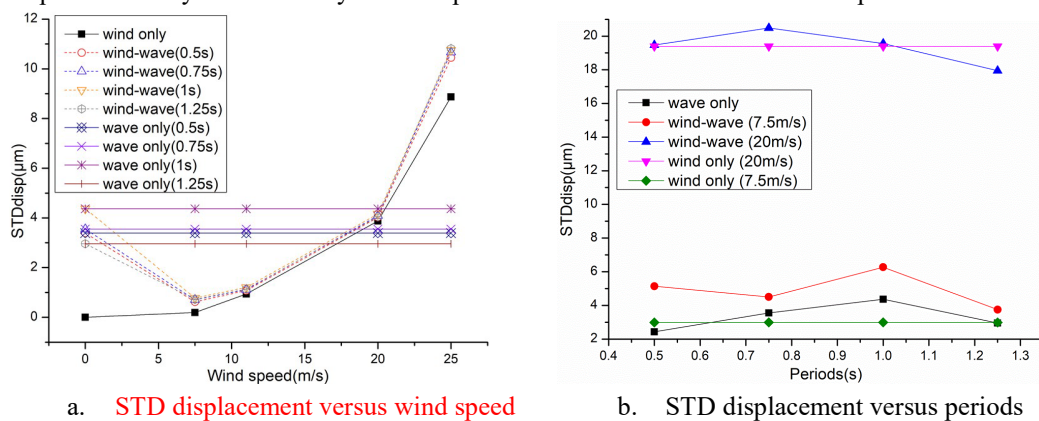 12
10
8
6
4
2
0
STDdisp(μm)
wind only
wind-wave(0.5s)
wind-wave(0.75s)
wind-wave(1s)
wind-wave(1.25s)
wave only(0.5s)
wave only(0.75s)
wave only(1s)
wave only(1.25s)
0 5 10 15 20 25
Wind speed(m/s)
a. STD displacement versus wind speed
20
18
16
14
12
10
8
6
4
2
STDdisp(μm)
wave only
wind-wave (7.5m/s)
wind-wave (20m/s)
wind only (20m/s)
wind only (7.5m/s)
0.4 0.5 0.6 0.7 0.8 0.9 1.0 1.1 1.2 1.3
Periods(s)
b. STD displacement versus periods